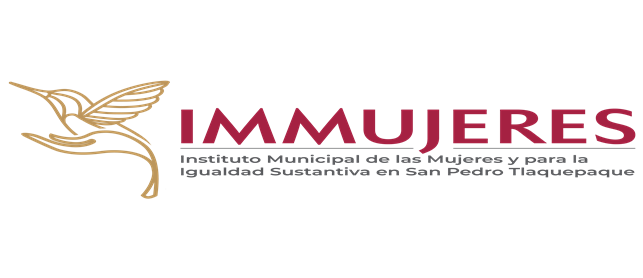 IMMUJERES
Instituto Municipal de las Mujeres y para la
Igualdad Sustantiva en San Pedro Tlaquepaque